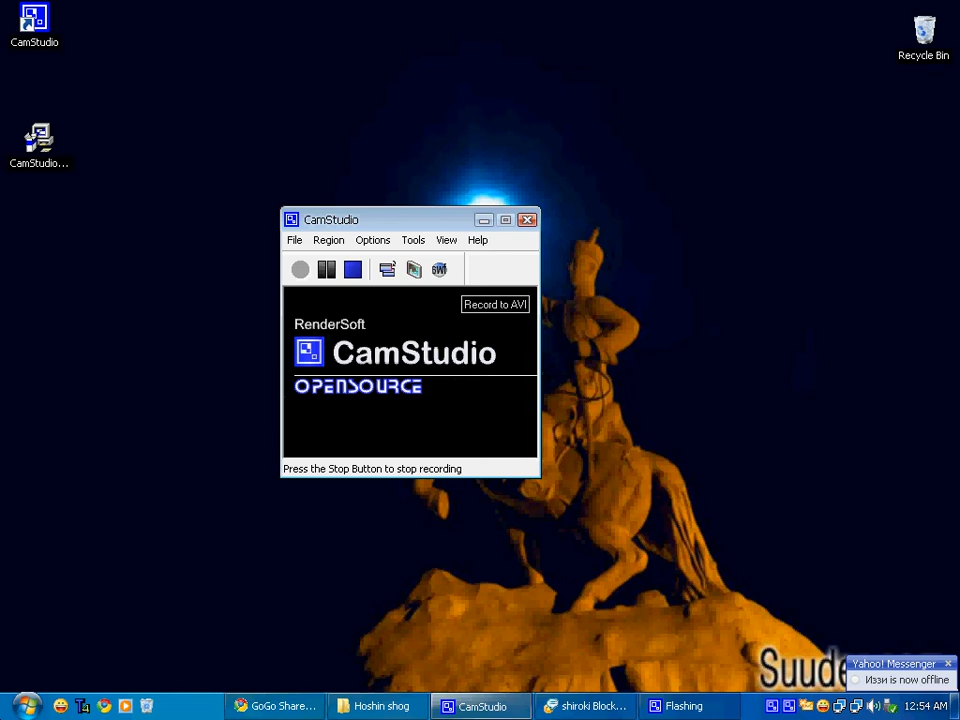 CamStudio
Recycle Bin
CamStudio...
CamStudio
File Region Options Tools View Help
Record to AVI
RenderSoft
CamStudio
OPENSOURCE
Press the Stop Button to stop recording
Yahoo! Messenger
Иззи is now offline
GoGo Share...
Hoshin shog
CamStudio
shiroki Block...
Flashing
12:54 AM